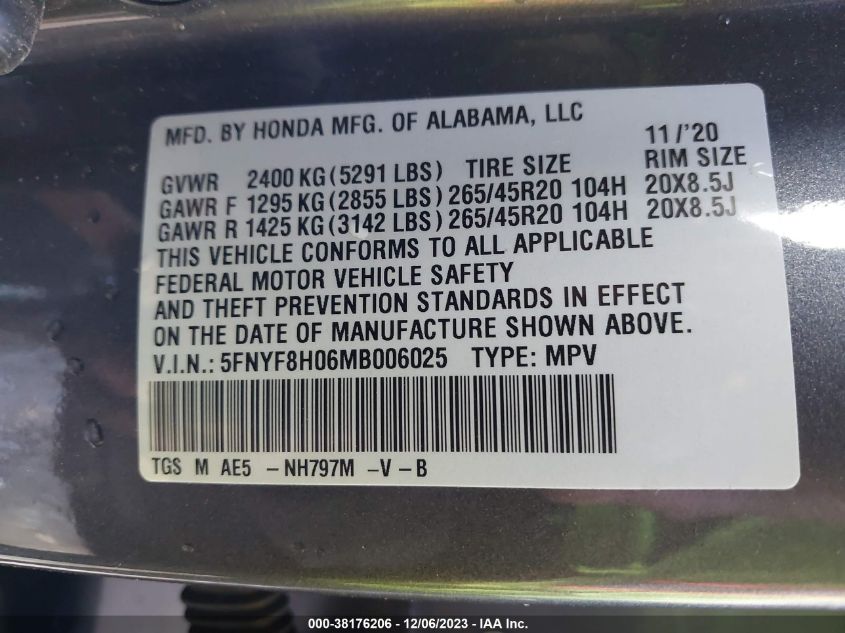 MFD. BY HONDA MFG. OF ALABAMA, LLC 11/'20
GVWR 2400 KG (5291 LBS) TIRE SIZE RIM SIZE
GAWR F 1295 KG (2855 LBS) 265/45R20 104H 20X8.5J
GAWR R 1425 KG (3142 LBS) 265/45R20 104H 20X8.5J
THIS VEHICLE CONFORMS TO ALL APPLICABLE
FEDERAL MOTOR VEHICLE SAFETY
AND THEFT PREVENTION STANDARDS IN EFFECT
ON THE DATE OF MANUFACTURE SHOWN ABOVE.
V.I.N.: 5FNYF8H06MB006025 TYPE: MPV
TGS M AE5 -NH797M -V-B
000-38176206 - 12/06/2023 - IAA Inc.